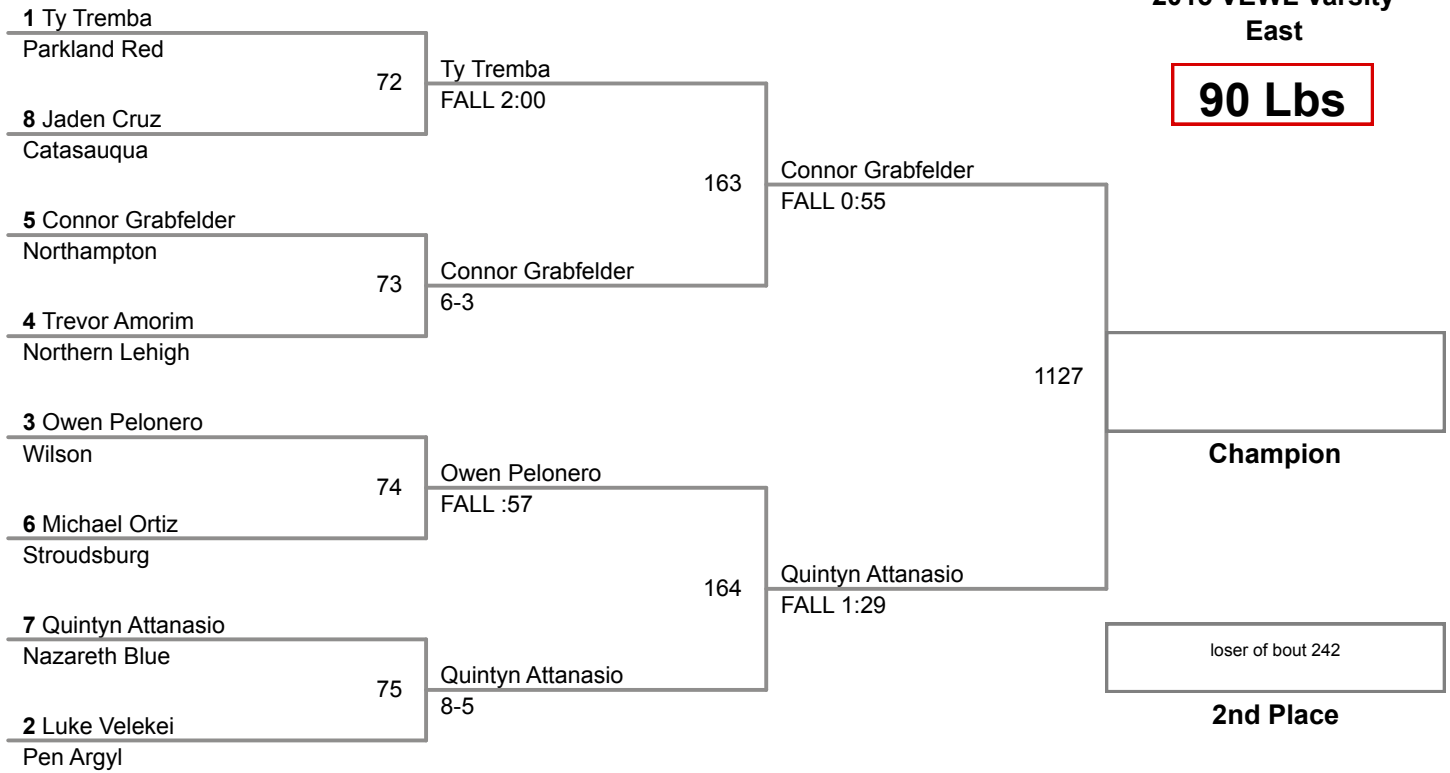 VEWL Varsity
East
90 Lbs
1 Ty Tremba
Parkland Red
72
Ty Tremba
FALL 2:00
8 Jaden Cruz
Catasauqua
163
Connor Grabfelder
FALL 0:55
5 Connor Grabfelder
Northampton
73
Connor Grabfelder
6-3
4 Trevor Amorim
Northern Lehigh
1127
Champion
3 Owen Pelonero
Wilson
74
Owen Pelonero
FALL :57
6 Michael Ortiz
Stroudsburg
164
Quintyn Attanasio
FALL 1:29
7 Quintyn Attanasio
Nazareth Blue
75
Quintyn Attanasio
8-5
2 Luke Velekei
Pen Argyl
loser of bout 242
2nd Place